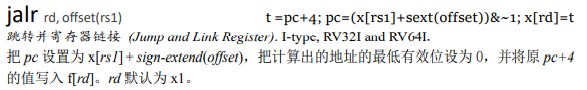 jalr rd, offset(rs1) t =pc+4; pc=(x[rs1]+sext(offset))&~1; x[rd]=t
跳转并寄存器链接 (Jump and Link Register). I-type, RV32I and RV64I.
把 pc 设置为 x[rs1] + sign-extend(offset)，把计算出的地址的最低有效位设为 0，并将原 pc+4
的值写入 f[rd]。rd 默认为 x1。